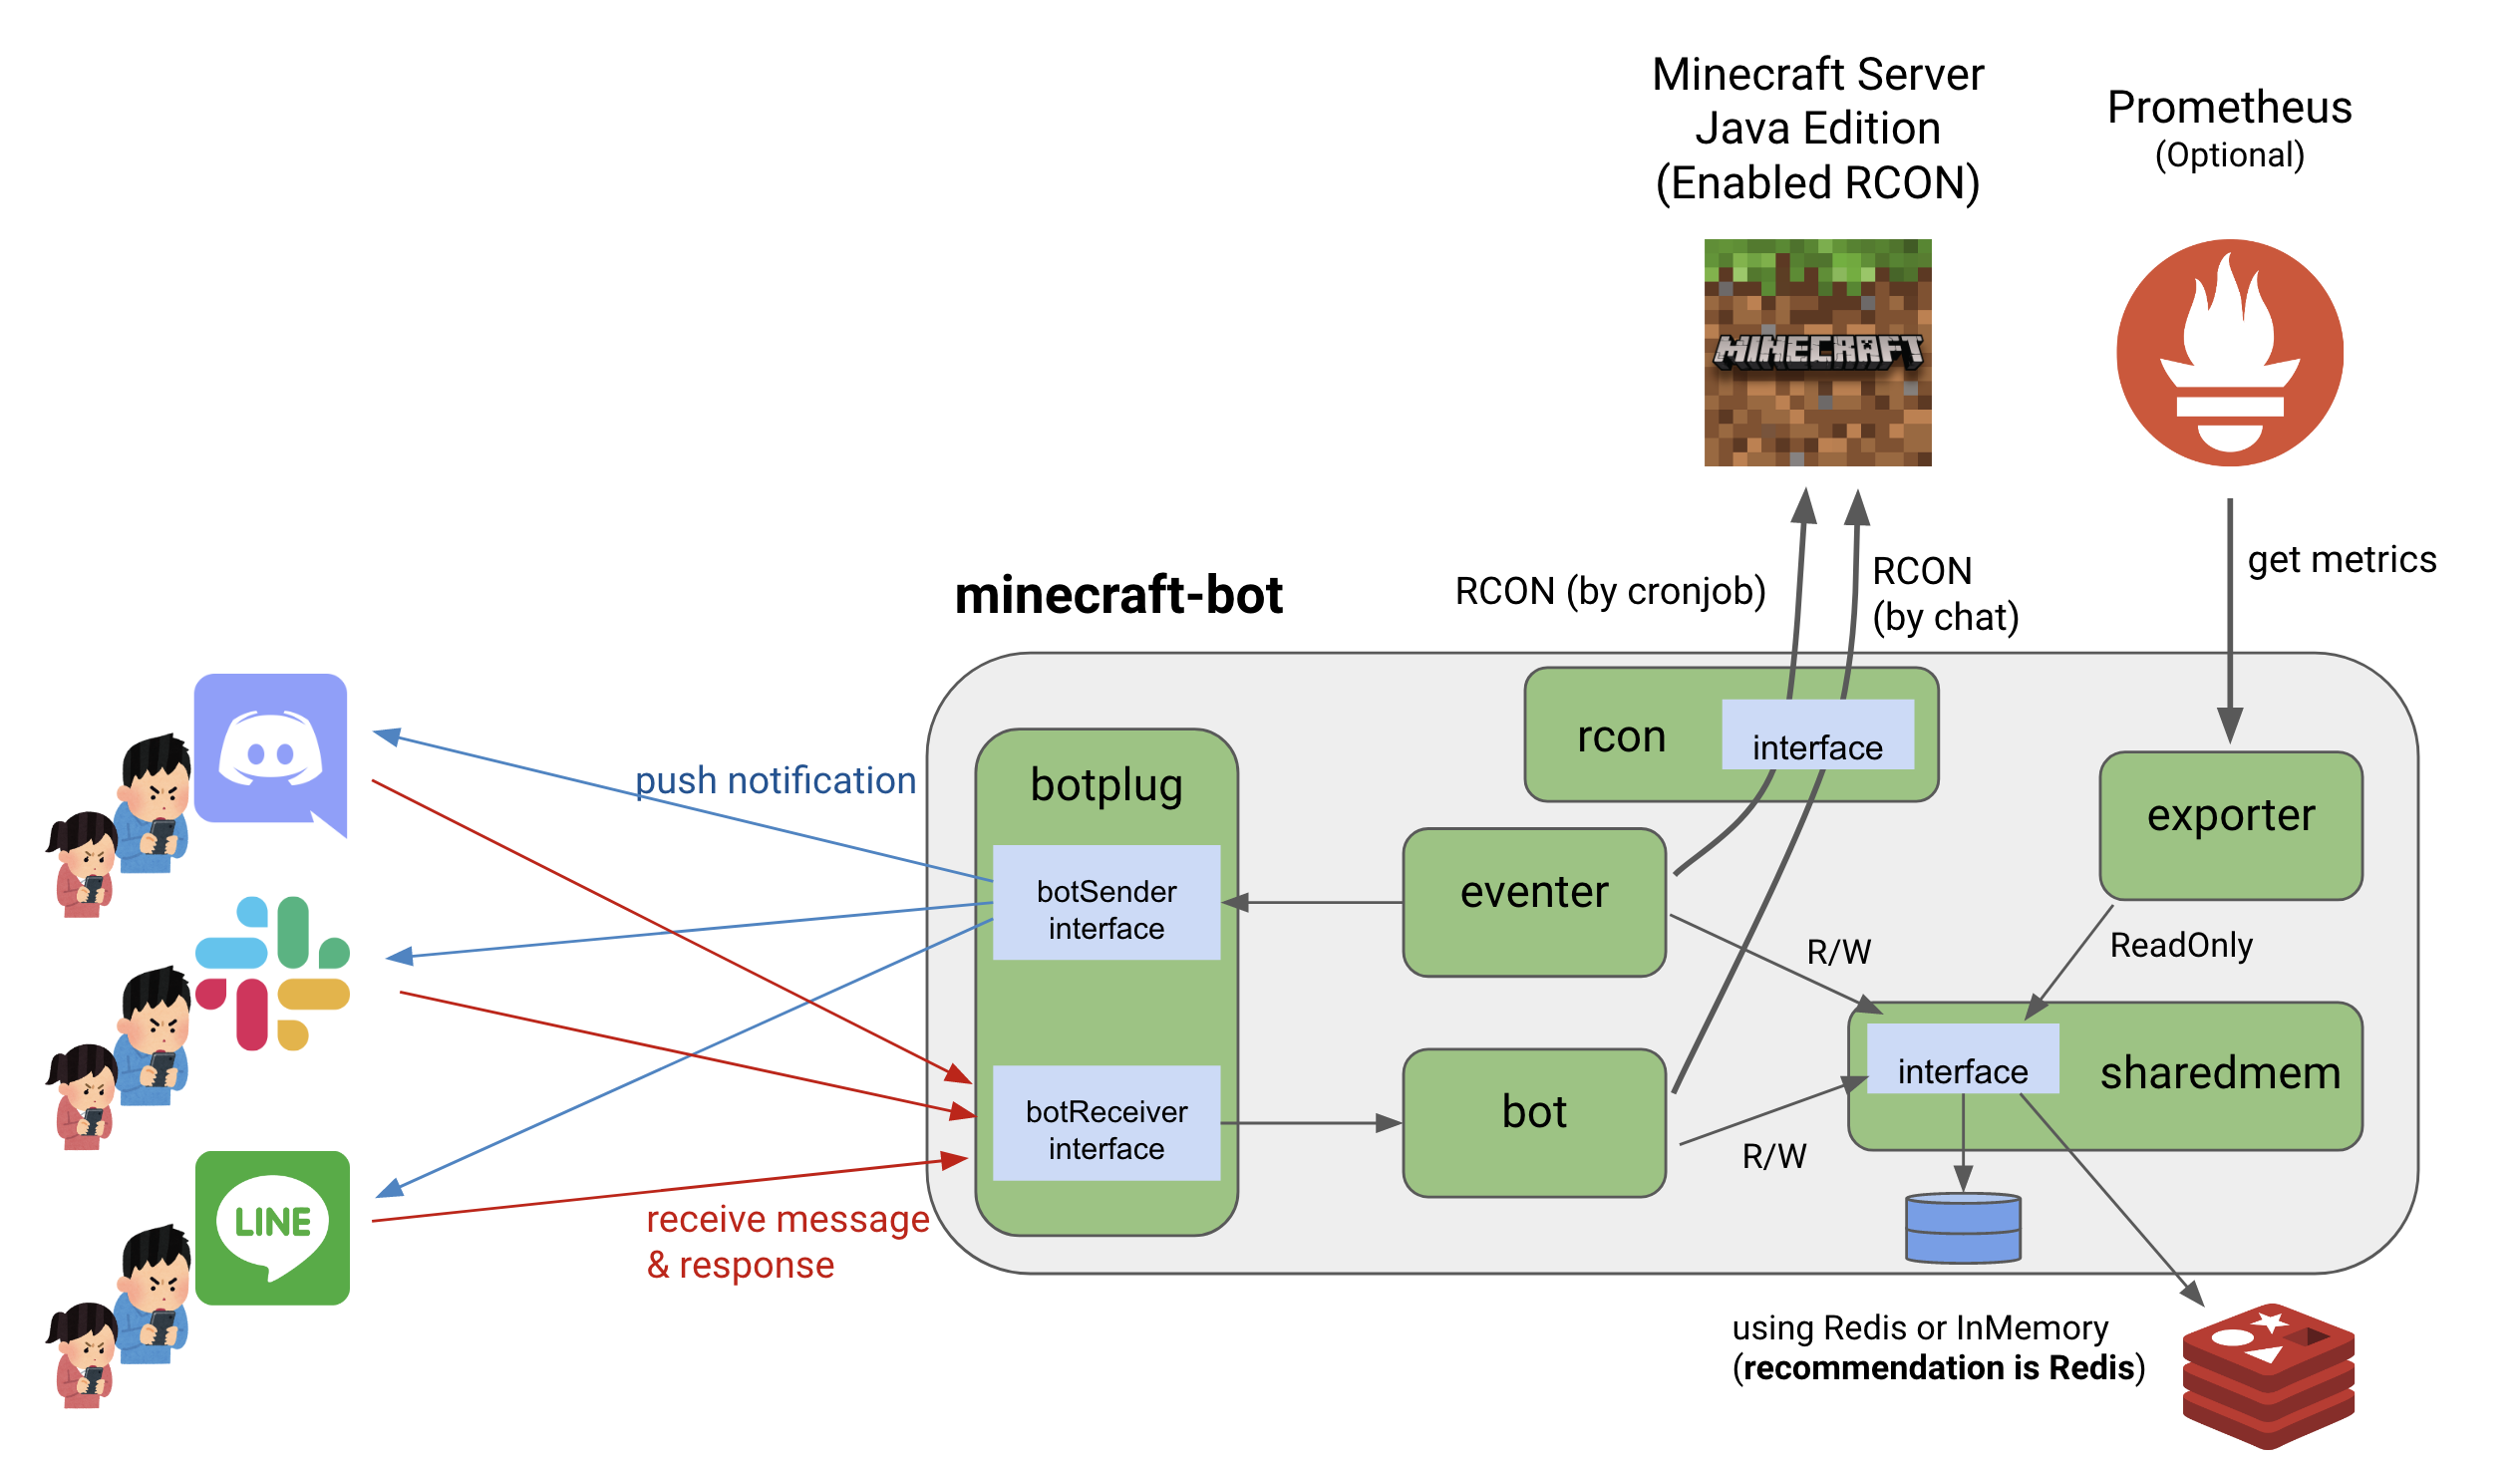 Minecraft Server
Java Edition
(Enabled RCON)
Prometheus
(Optional)
MINECRAFT
RCON (by cronjob)
RCON
(by chat)
get metrics
minecraft-bot
push notification
botplug
rcon
interface
exporter
botSender
interface
eventer
R/W
ReadOnly
botReceiver
interface
bot
interface
sharedmem
R/W
LINE
receive message
& response
using Redis or InMemory
(recommendation is Redis)